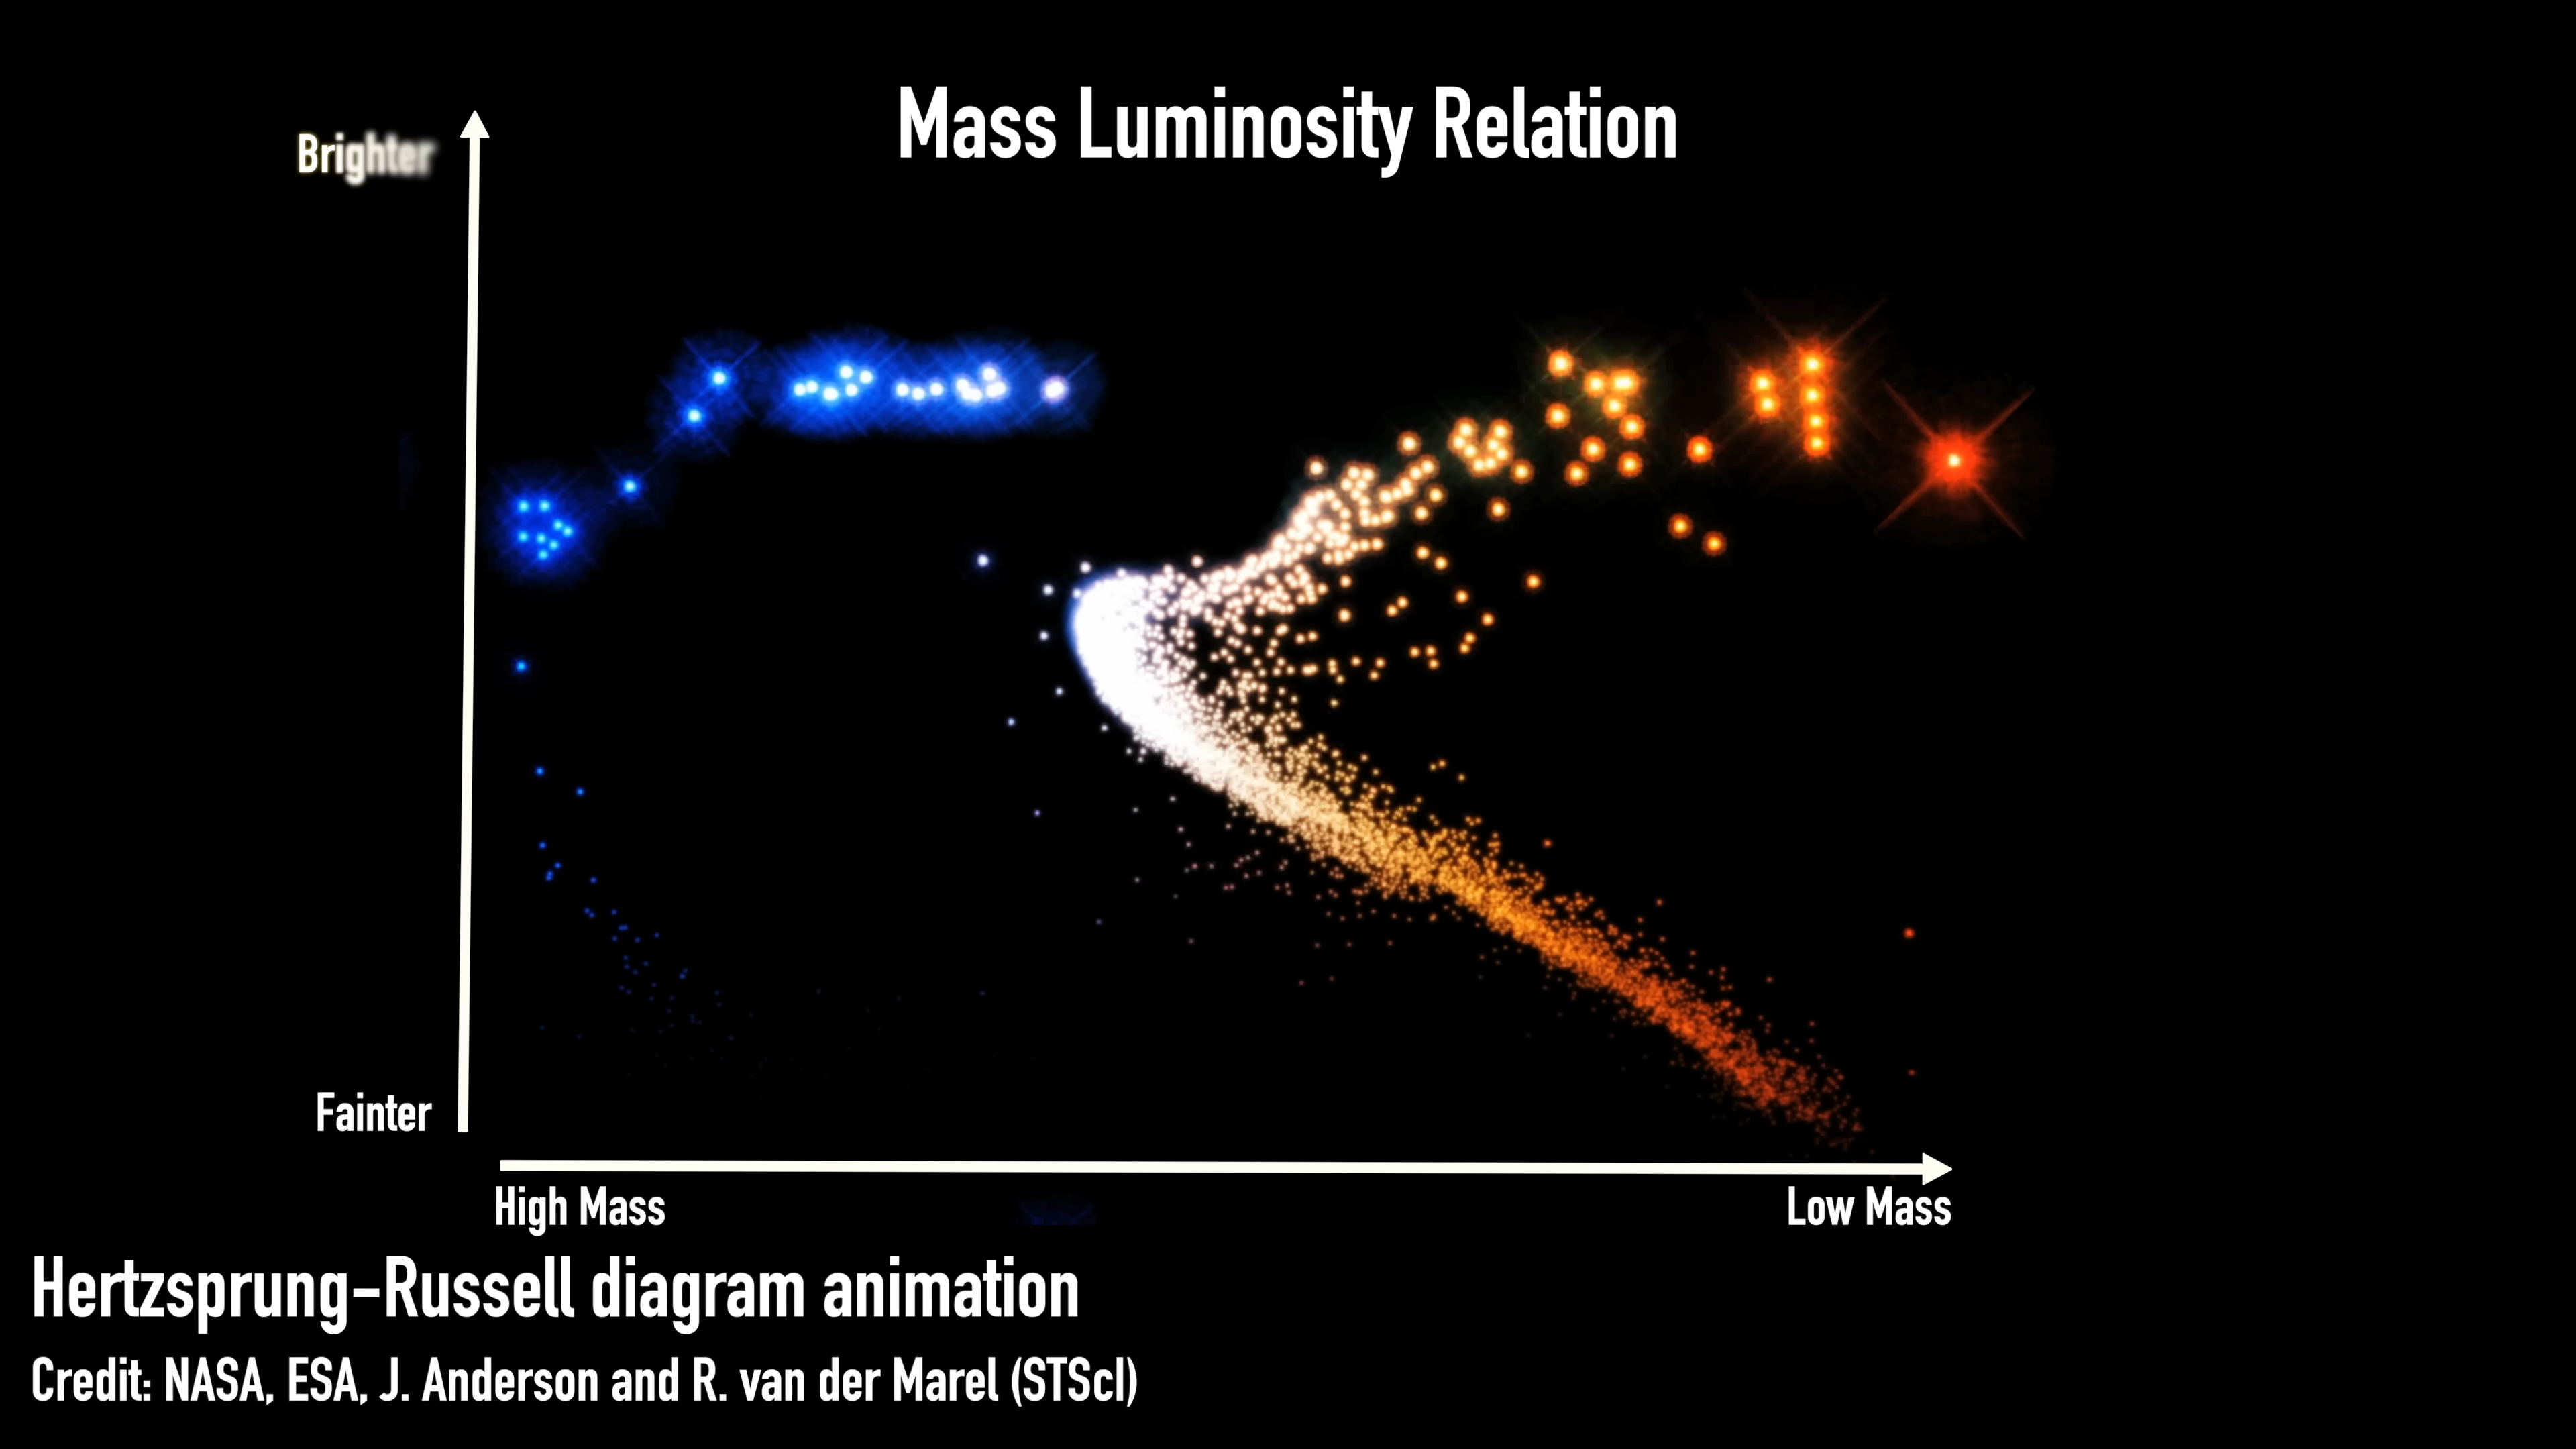 Mass Luminosity Relation
Brighter
Fainter
High Mass
Low Mass
Hertzsprung-Russell diagram animation
Credit: NASA, ESA, J. Anderson and R. van der Marel (STScI)